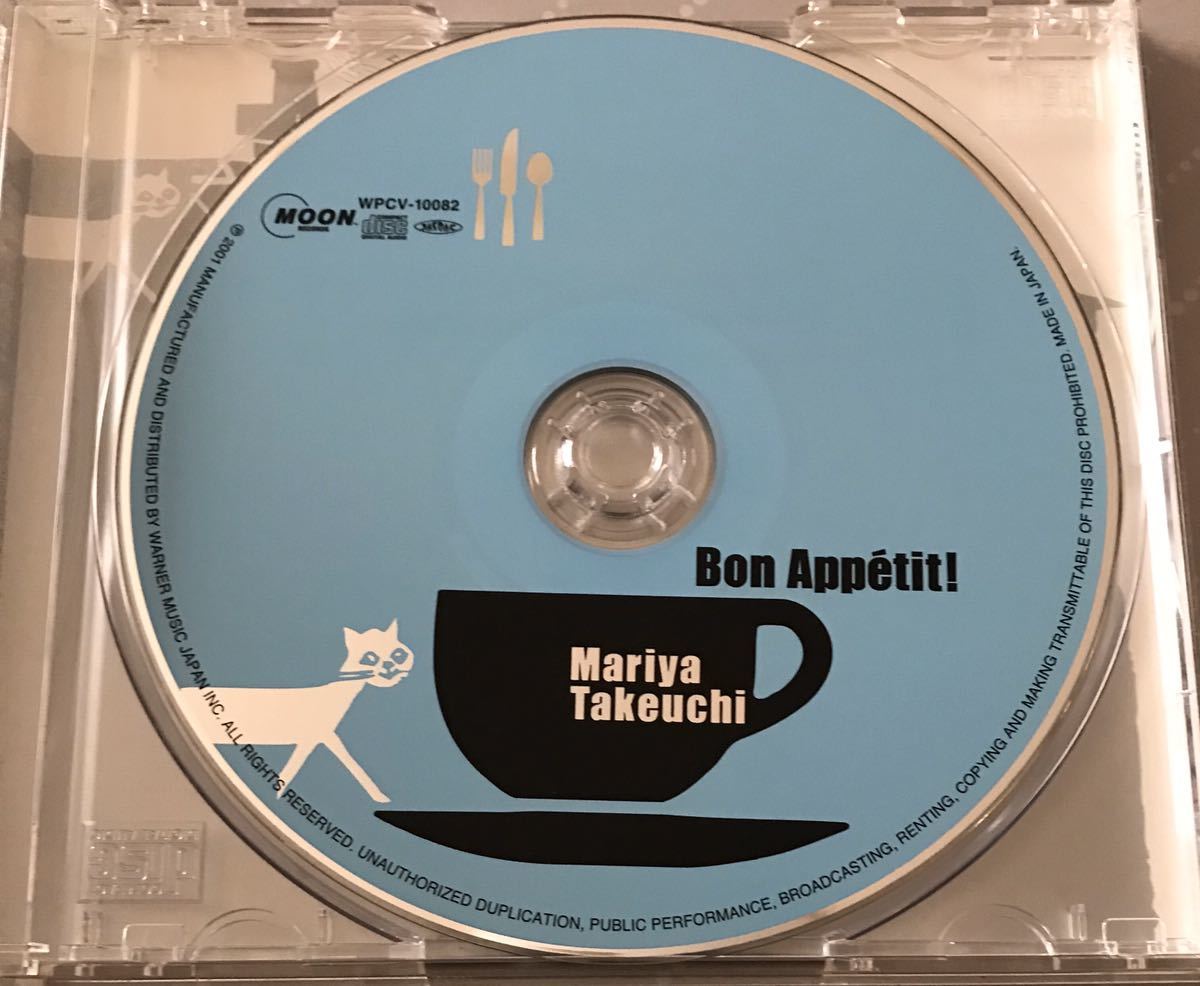 WPCV-10082
MOON
RECORDS
COMPACT
disc
DIGITAL AUDIO
JASRAC
Bon Appétit!
Mariya
Takeuchi
℗ 2001 MANUFACTURED AND DISTRIBUTED BY WARNER MUSIC JAPAN INC. ALL RIGHTS RESERVED. UNAUTHORIZED DUPLICATION, PUBLIC PERFORMANCE, BROADCASTING, RENTING, COPYING AND MAKING TRANSMITTABLE OF THIS DISC PROHIBITED. MADE IN JAPAN.